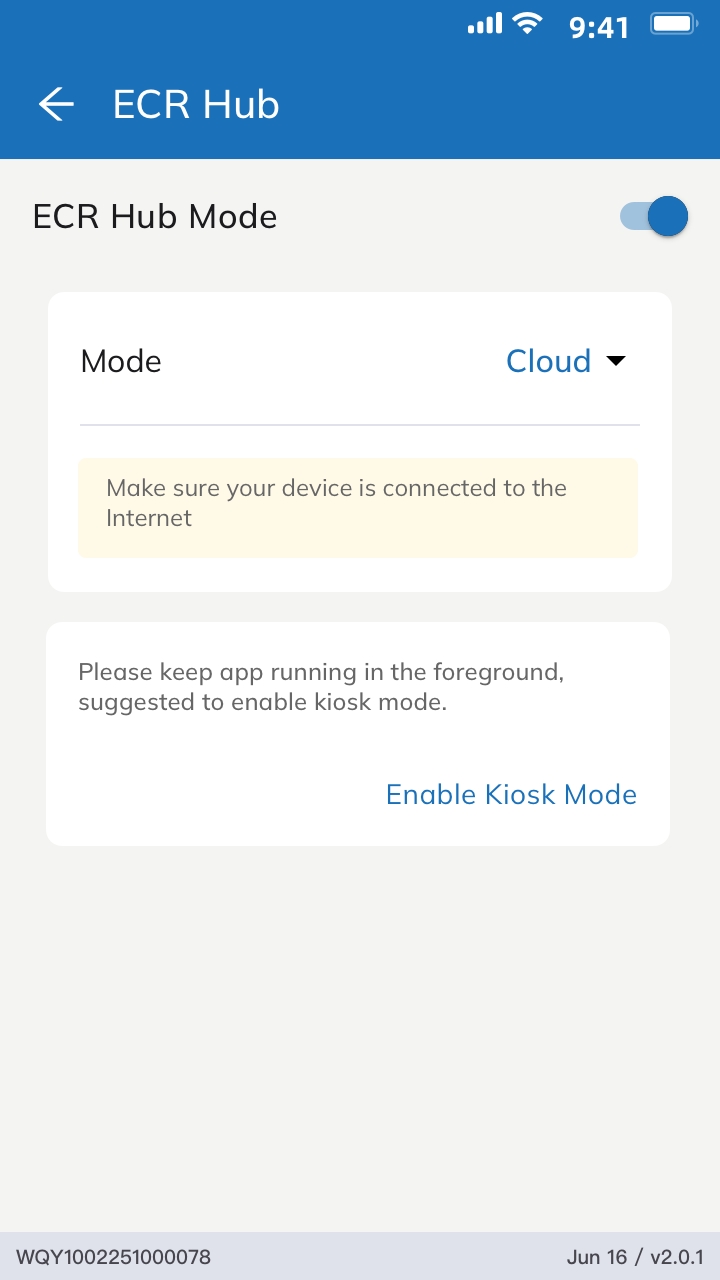 9:41
ECR Hub
ECR Hub Mode
Mode Cloud
Make sure your device is connected to the
Internet
Please keep app running in the foreground,
suggested to enable kiosk mode.
Enable Kiosk Mode
WQY1002251000078 Jun 16 / v2.0.1